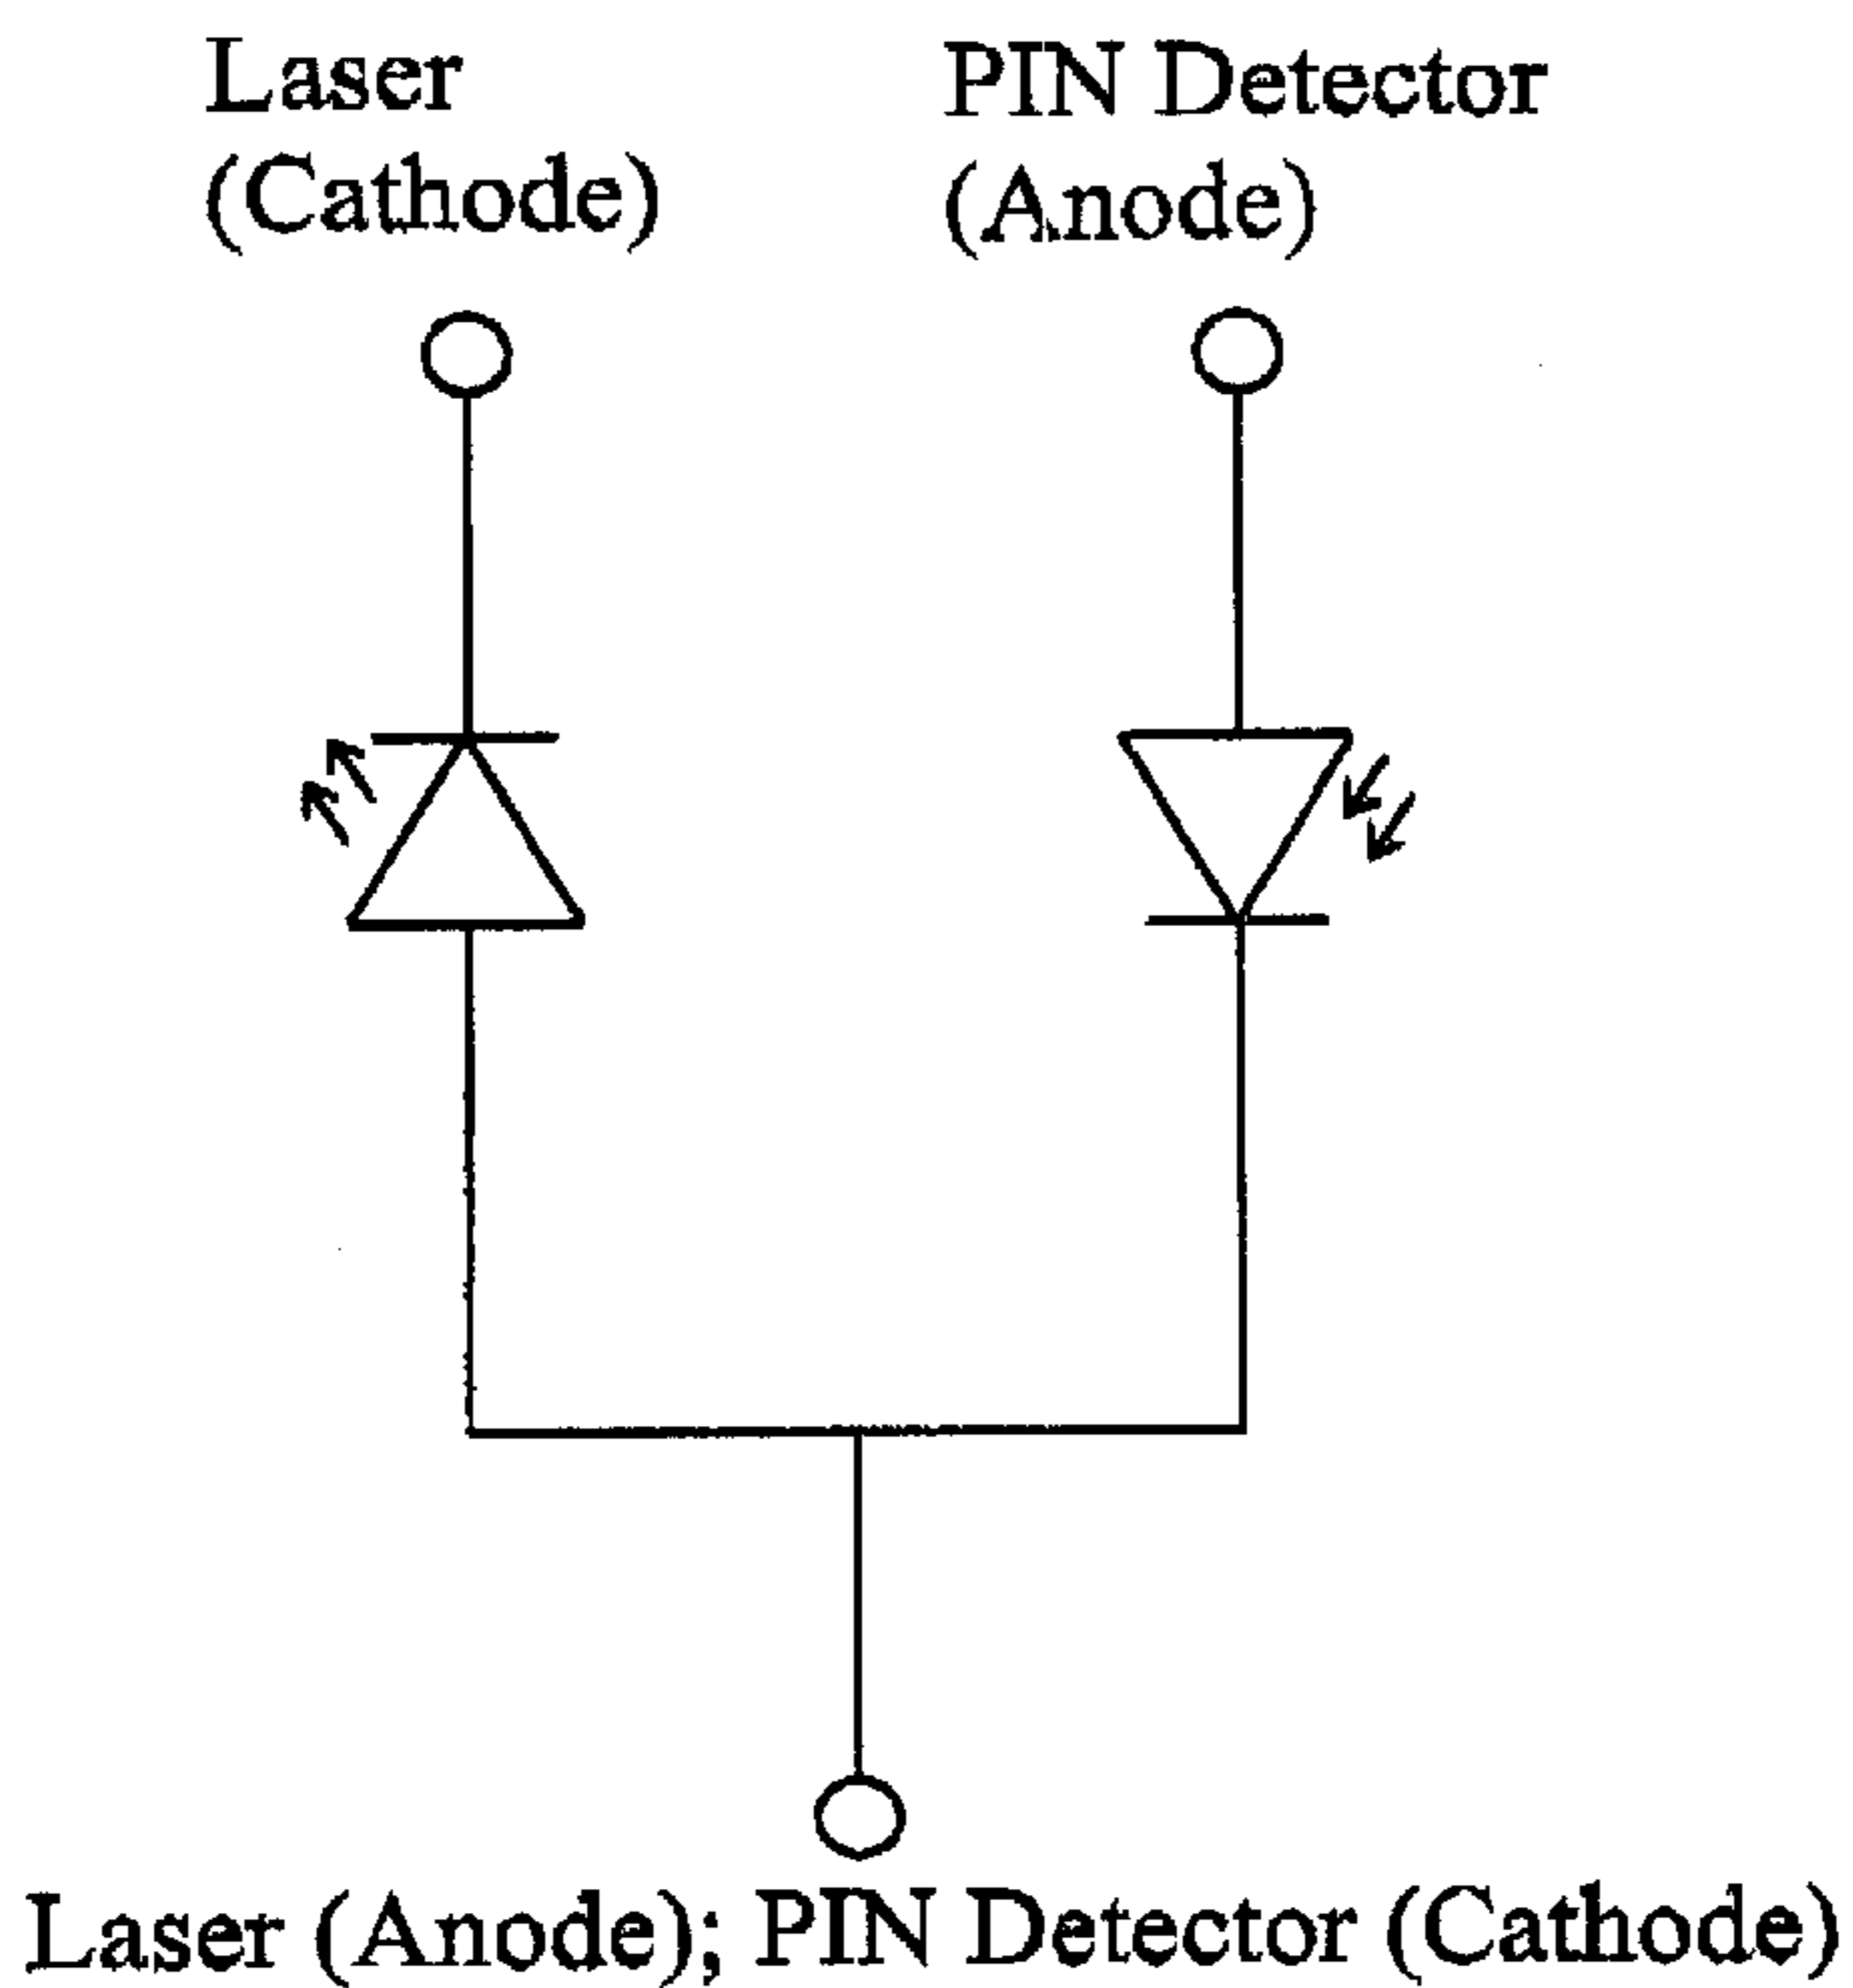 Laser
(Cathode)
PIN Detector
(Anode)
Laser (Anode); PIN Detector (Cathode)